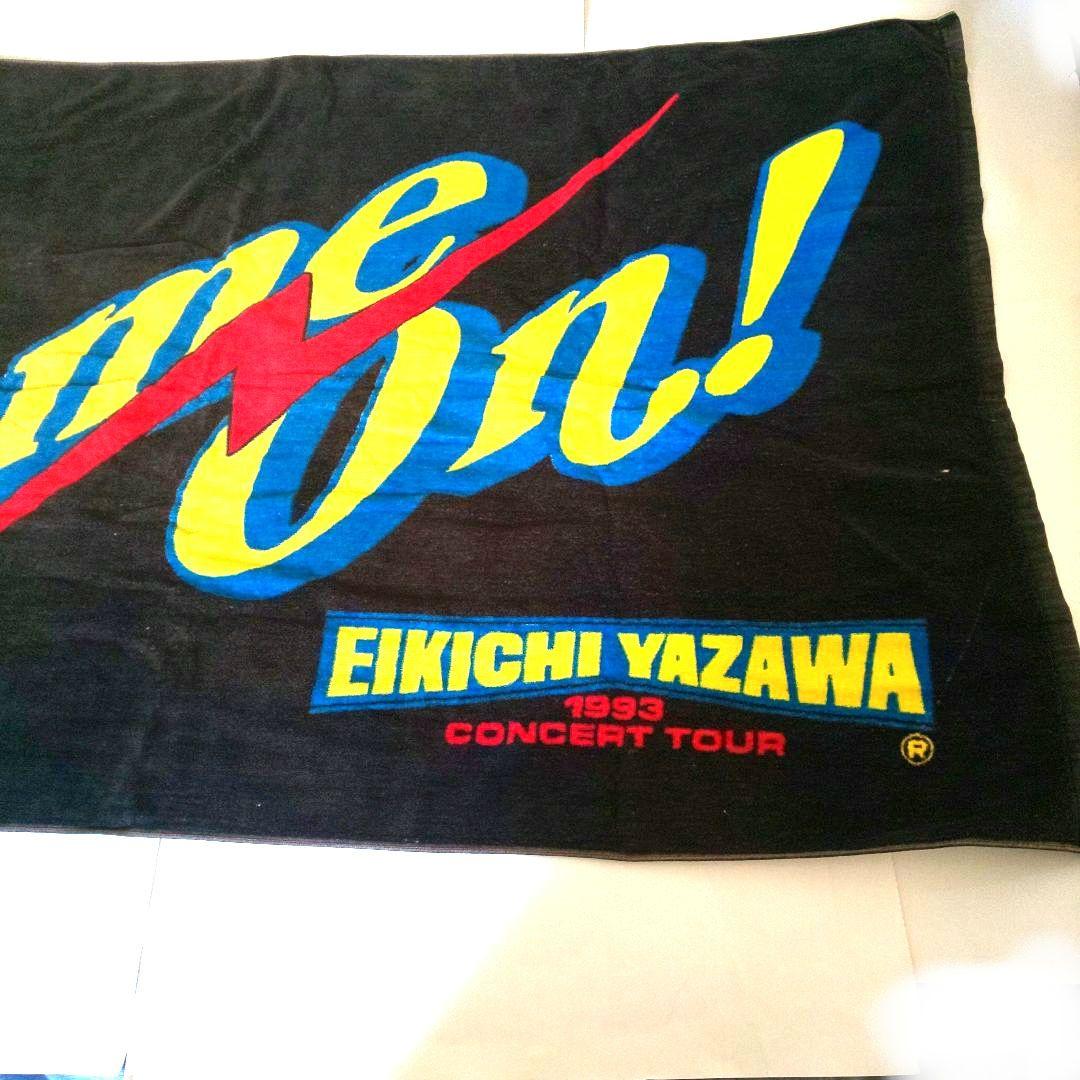 me
On!
EIKICHI YAZAWA
1993
CONCERT TOUR
®